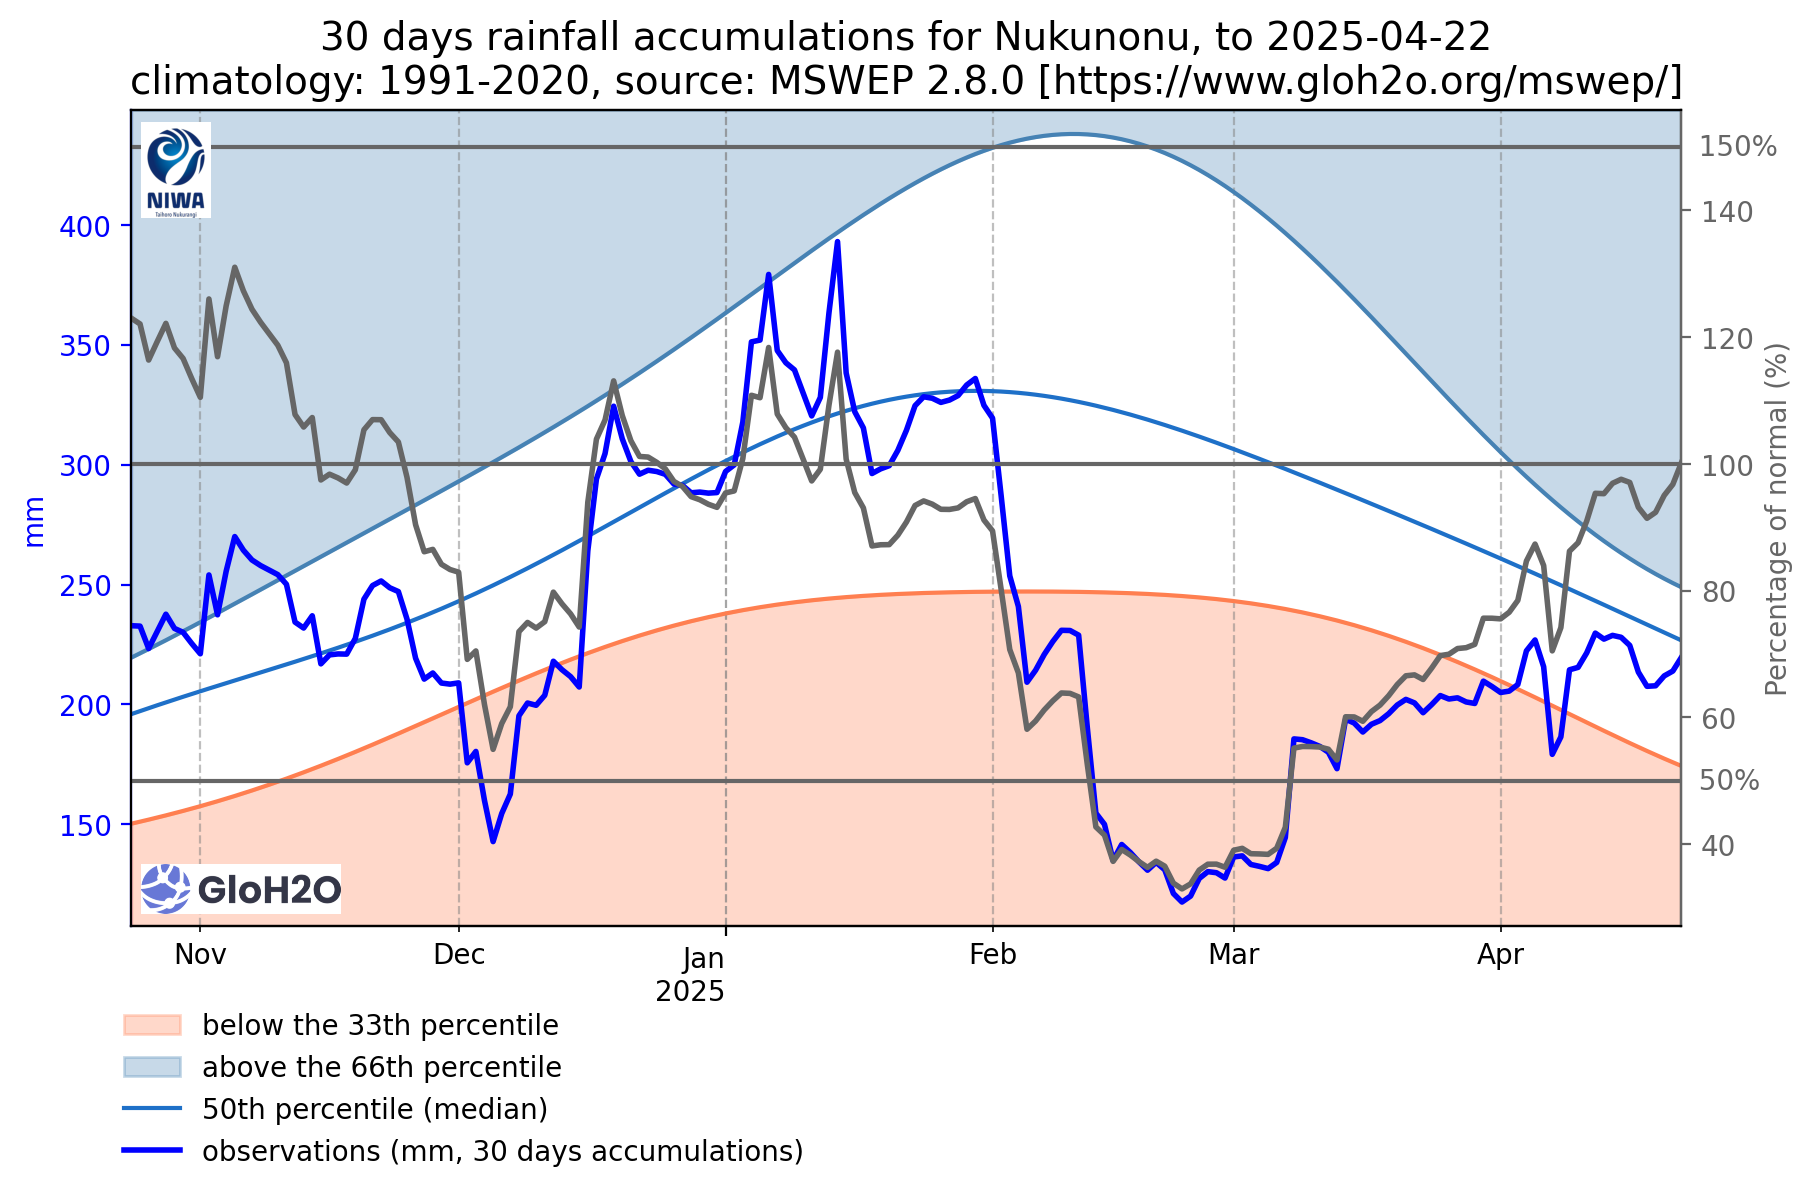 30 days rainfall accumulations for Nukunonu, to 2025-04-22
climatology: 1991-2020, source: MSWEP 2.8.0 [https://www.gloh2o.org/mswep/]
NIWA
Taihoro Nukurangi
400
350
300
250
200
150
mm
150%
140
120
100
80
60
50%
40
Percentage of normal (%)
GloH2O
Nov
Dec
Jan
2025
Feb
Mar
Apr
below the 33th percentile
above the 66th percentile
50th percentile (median)
observations (mm, 30 days accumulations)